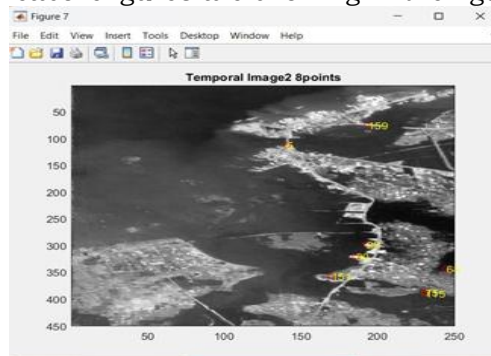 Figure 7
File Edit View Insert Tools Desktop Window Help
Temporal Image2 8points
50
100
150
200
250
300
350
400
450
159
50 100 150 200 250